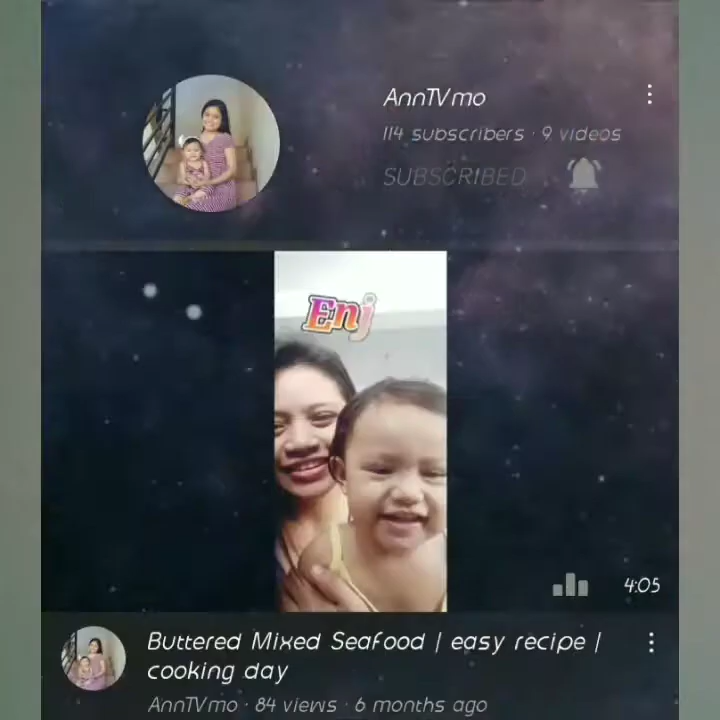 AnnTVmo
114 subscribers · 9 videos
SUBSCRIBED
Enj
4:05
Buttered Mixed Seafood | easy recipe |
cooking day
AnnTVmo · 84 views · 6 months ago